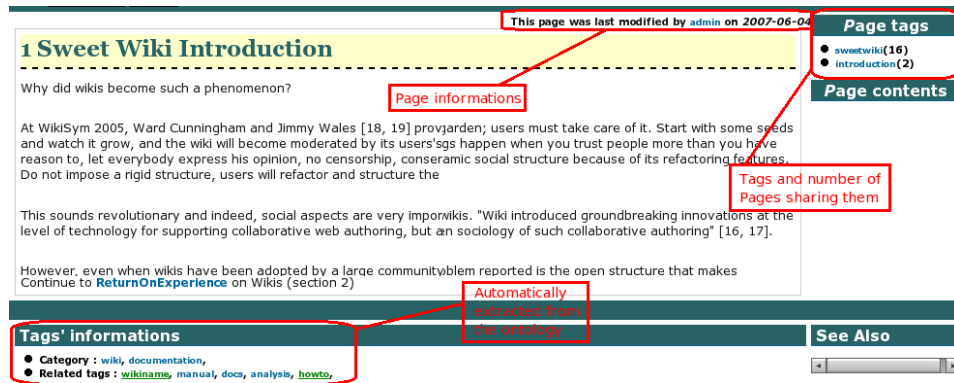 This page was last modified by admin on 2007-06-04
Page tags
sweetwiki(16)
introduction(2)
Page contents
1 Sweet Wiki Introduction
Why did wikis become such a phenomenon?
Page informations
At WikiSym 2005, Ward Cunningham and Jimmy Wales [18, 19] provgarden; users must take care of it. Start with some seeds
and watch it grow, and the wiki will become moderated by its users'sgs happen when you trust people more than you have
reason to, let everybody express his opinion, no censorship, conseramic social structure because of its refactoring features.
Do not impose a rigid structure, users will refactor and structure the
Tags and number of
Pages sharing them
This sounds revolutionary and indeed, social aspects are very imporwikis. "Wiki introduced groundbreaking innovations at the
level of technology for supporting collaborative web authoring, but an sociology of such collaborative authoring" [16, 17].
However, even when wikis have been adopted by a large communityblem reported is the open structure that makes
Continue to ReturnOnExperience on Wikis (section 2)
Automatically
extracted from
the ontology
Tags' informations
Category : wiki, documentation,
Related tags : wikiname, manual, docs, analysis, howto,
See Also